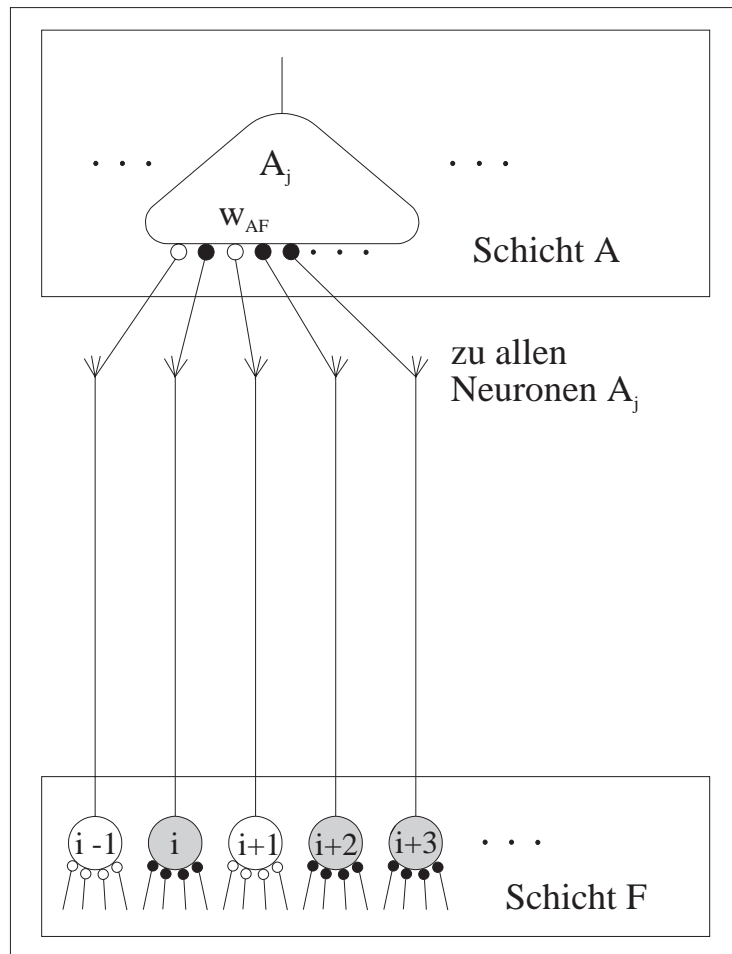 . . .
A_j
. . .
w_AF
. . . .
Schicht A
zu allen
Neuronen A_j
i -1
i
i+1
i+2
i+3
. . .
Schicht F